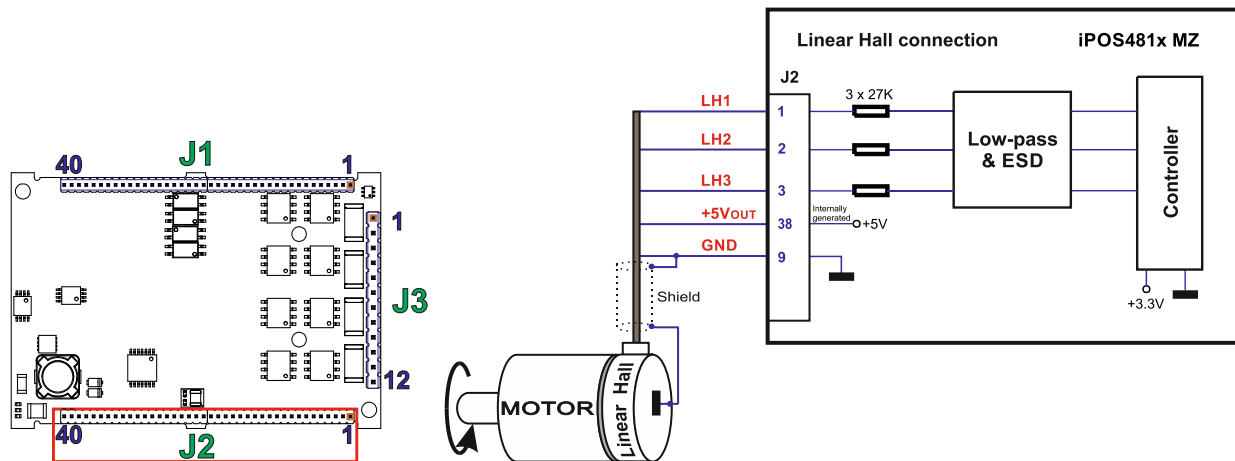 Linear Hall connection
iPOS481x MZ
J2
3 x 27K
LH1
1
LH2
2
LH3
3
+5VOUT
38
Internally
generated
+5V
GND
9
Low-pass
& ESD
Controller
+3.3V
Shield
MOTOR
Linear Hall
J1
40
1
1
J3
12
40
1
J2